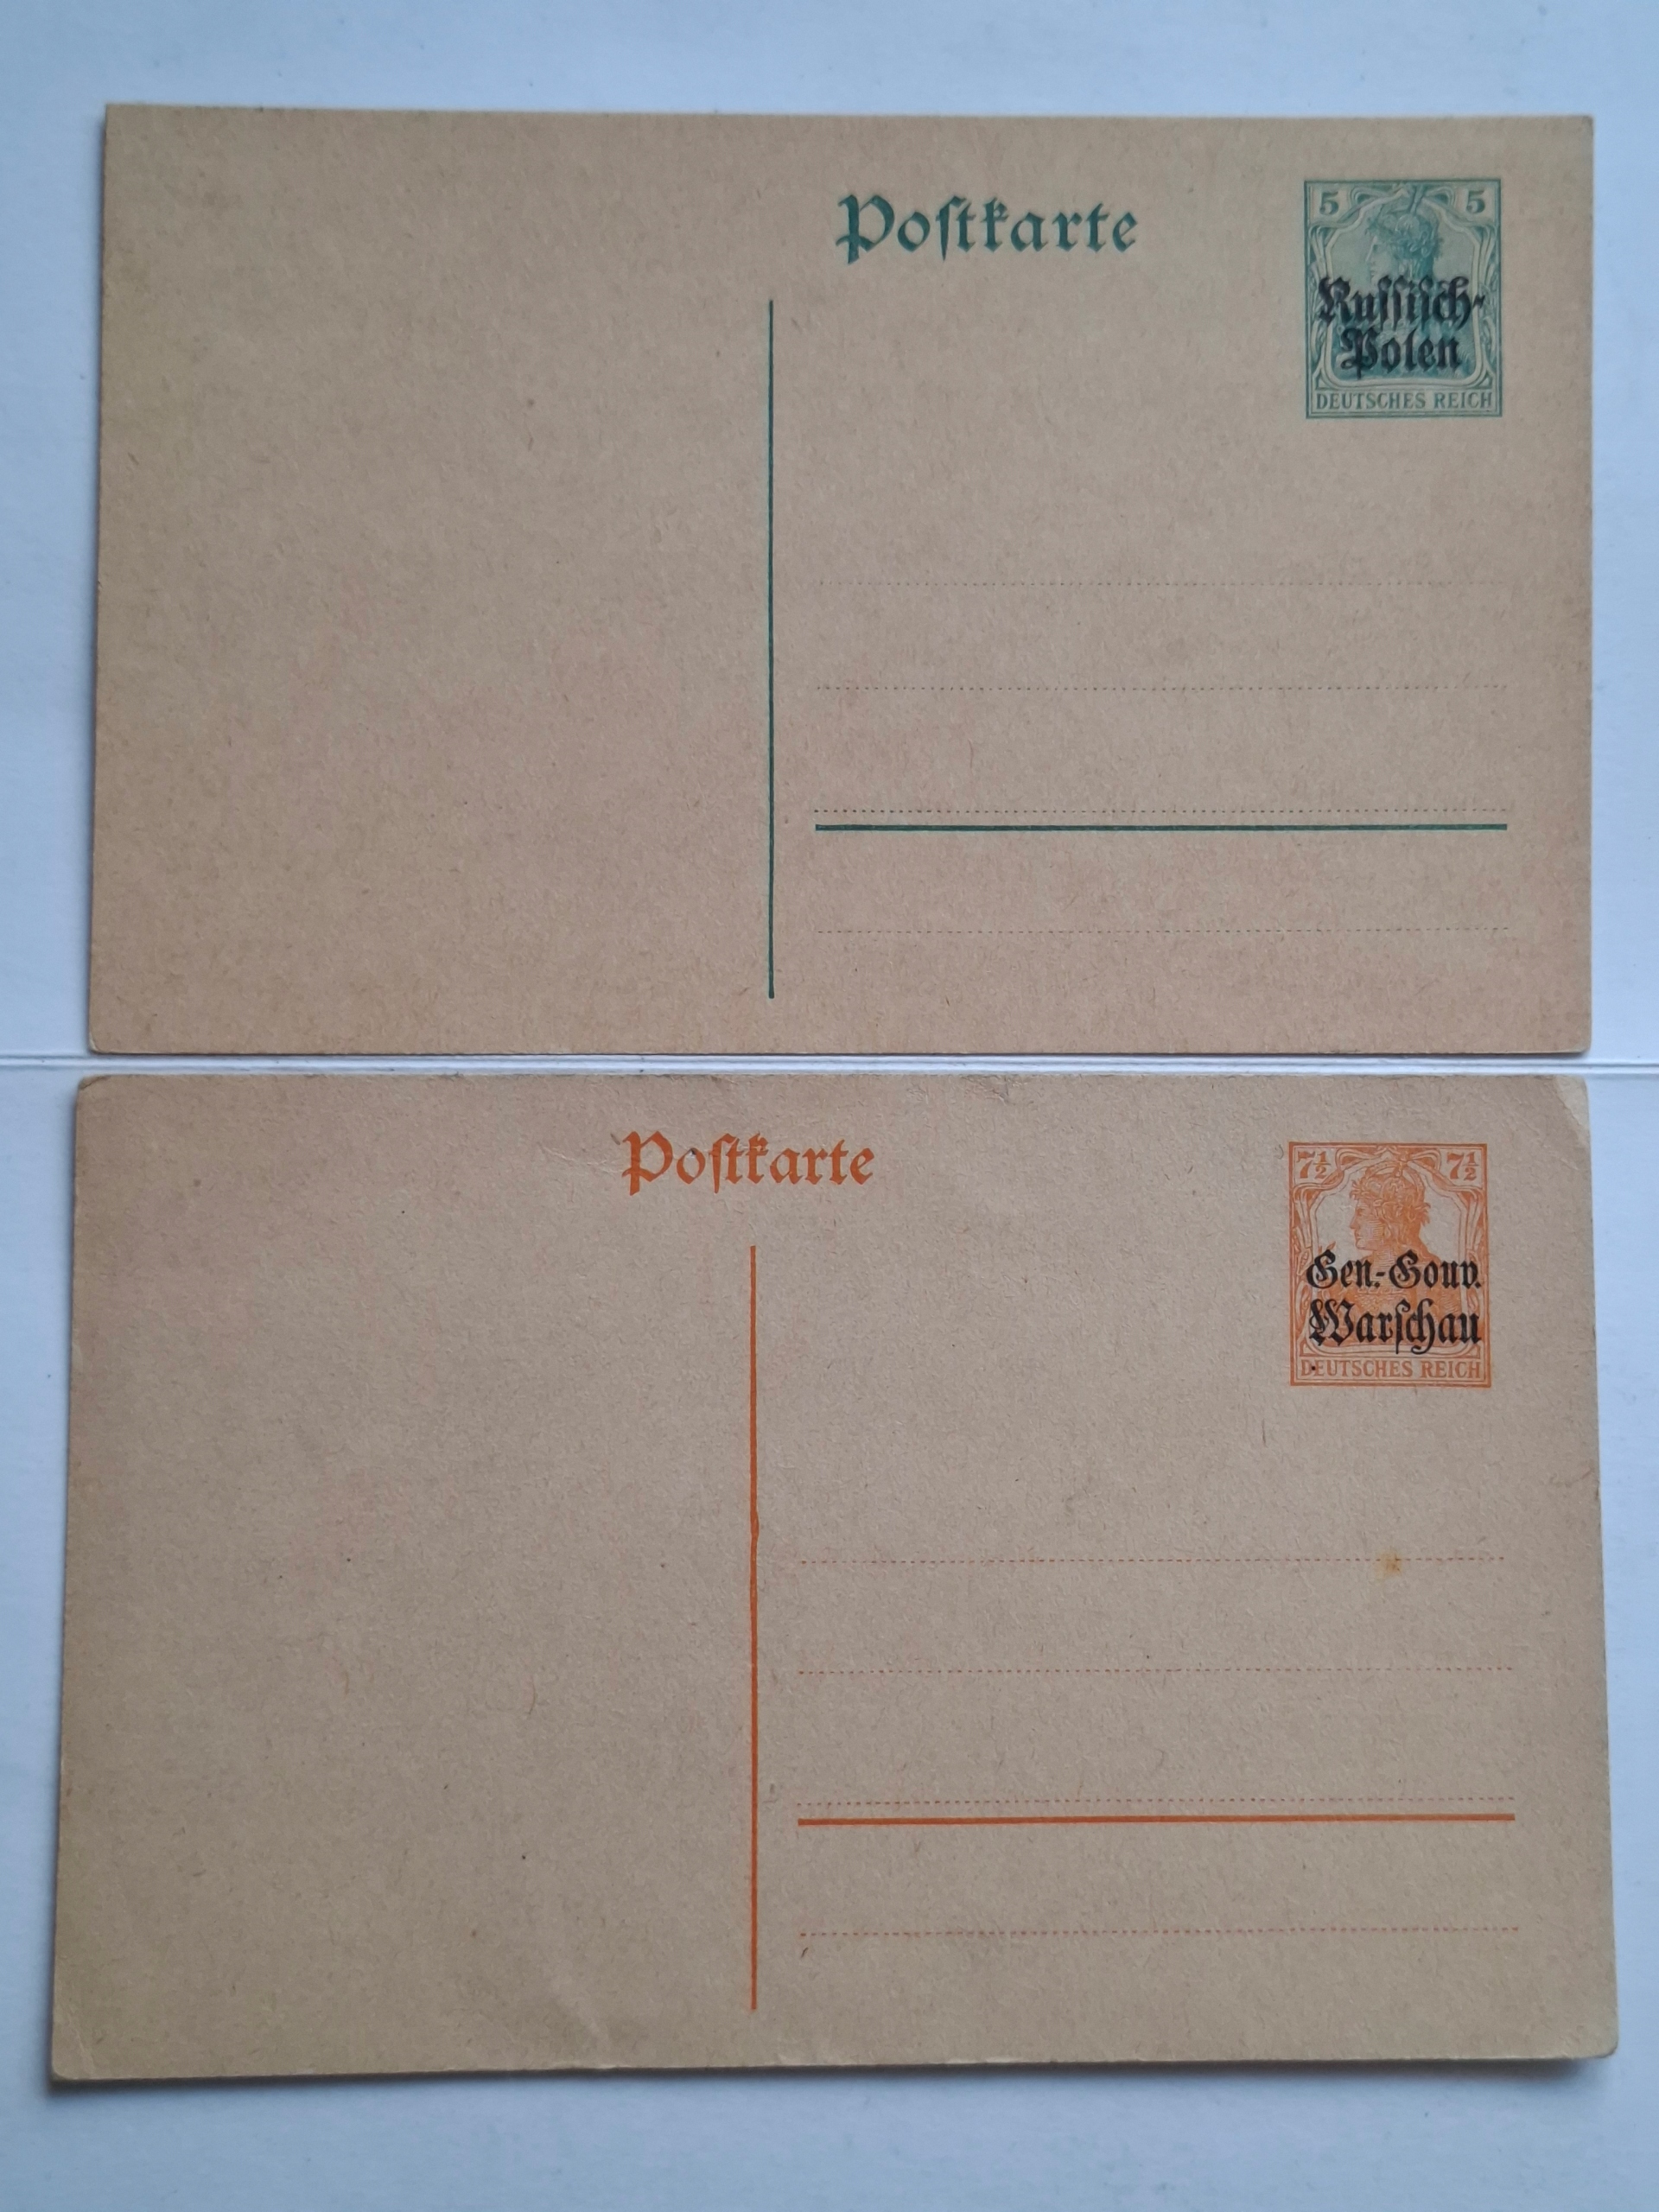 Postkarte
5 5
Russisch-
Polen
DEUTSCHES REICH
Postkarte
7½ 7½
Gen.-Gouv.
Warschau
DEUTSCHES REICH